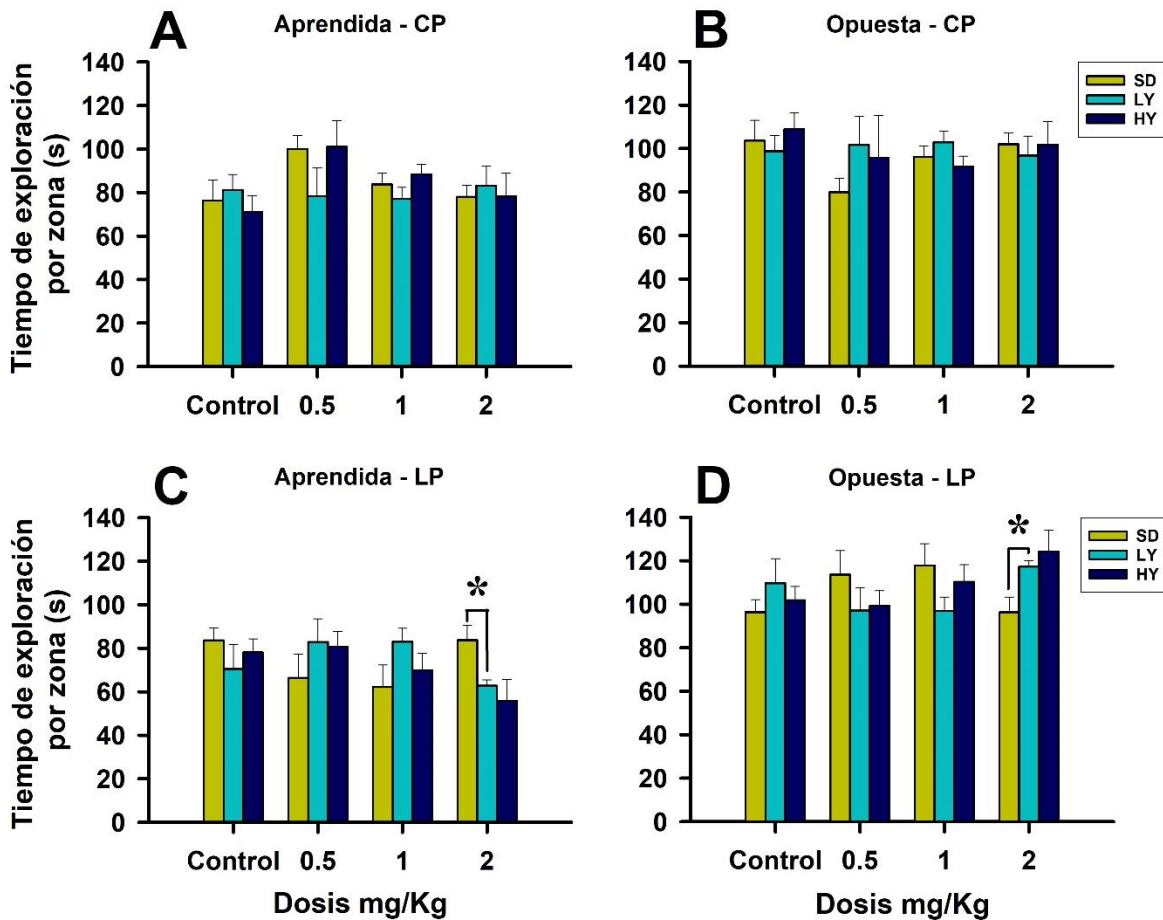 A
Aprendida - CP
B
Opuesta - CP
Tiempo de exploración
por zona (s)
140
120
100
80
60
40
20
0
Control 0.5 1 2
140
120
100
80
60
40
20
0
Control 0.5 1 2
SD
LY
HY
C
Aprendida - LP
D
Opuesta - LP
Tiempo de exploración
por zona (s)
140
120
100
80
60
40
20
0
*
Control 0.5 1 2
Dosis mg/Kg
140
120
100
80
60
40
20
0
*
Control 0.5 1 2
Dosis mg/Kg
SD
LY
HY